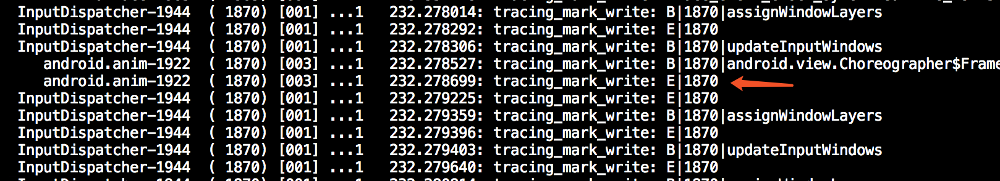 InputDispatcher-1944  ( 1870) [001] ...1   232.278014: tracing_mark_write: B|1870|assignWindowLayers
InputDispatcher-1944  ( 1870) [001] ...1   232.278292: tracing_mark_write: E|1870
InputDispatcher-1944  ( 1870) [001] ...1   232.278306: tracing_mark_write: B|1870|updateInputWindows
android.anim-1922  ( 1870) [003] ...1   232.278527: tracing_mark_write: B|1870|android.view.Choreographer$Frame
android.anim-1922  ( 1870) [003] ...1   232.278699: tracing_mark_write: E|1870
InputDispatcher-1944  ( 1870) [001] ...1   232.279225: tracing_mark_write: E|1870
InputDispatcher-1944  ( 1870) [001] ...1   232.279359: tracing_mark_write: B|1870|assignWindowLayers
InputDispatcher-1944  ( 1870) [001] ...1   232.279396: tracing_mark_write: E|1870
InputDispatcher-1944  ( 1870) [001] ...1   232.279403: tracing_mark_write: B|1870|updateInputWindows
InputDispatcher-1944  ( 1870) [001] ...1   232.279640: tracing_mark_write: E|1870